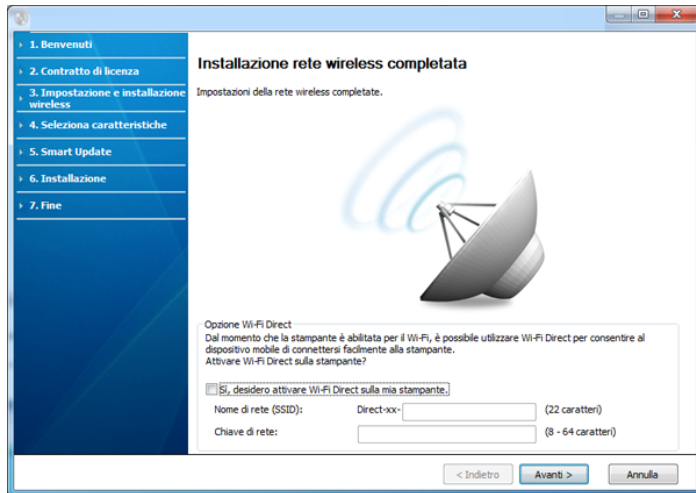 1. Benvenuti
2. Contratto di licenza
3. Impostazione e installazione
wireless
4. Seleziona caratteristiche
5. Smart Update
6. Installazione
7. Fine
Installazione rete wireless completata
Impostazioni della rete wireless completate.
Opzione Wi-Fi Direct
Dal momento che la stampante è abilitata per il Wi-Fi, è possibile utilizzare Wi-Fi Direct per consentire al
dispositivo mobile di connettersi facilmente alla stampante.
Attivare Wi-Fi Direct sulla stampante?
Sì, desidero attivare Wi-Fi Direct sulla mia stampante.
Nome di rete (SSID): Direct-xx- (22 caratteri)
Chiave di rete: (8 - 64 caratteri)
< Indietro Avanti > Annulla